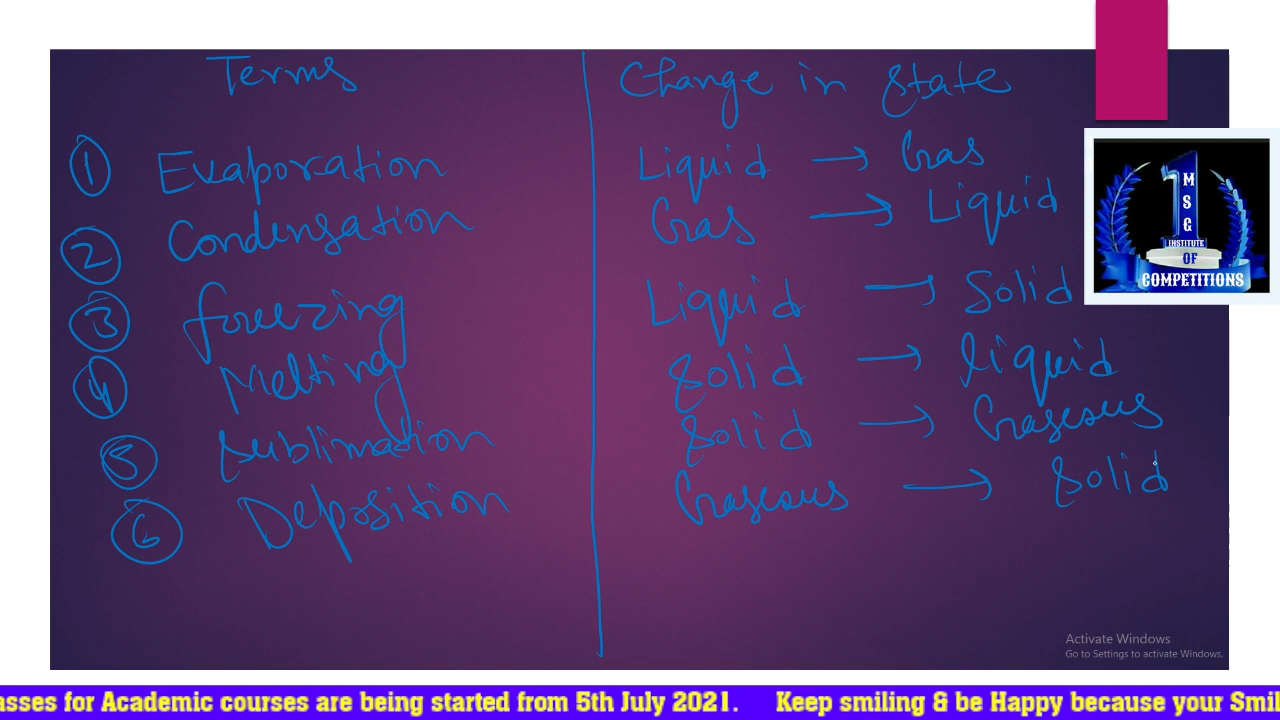 Terms Change in state
1 Evaporation Liquid → Gas
2 Condensation Gas → Liquid
3 freezing Liquid → Solid
4 Melting Solid → liquid
5 Sublimation Solid → Gaseous
6 Deposition Gaseous → Solid
1 MSG
INSTITUTE
OF
COMPETITIONS
Activate Windows
Go to Settings to activate Windows.
asses for Academic courses are being started from 5th July 2021. Keep smiling & be Happy because your Smil